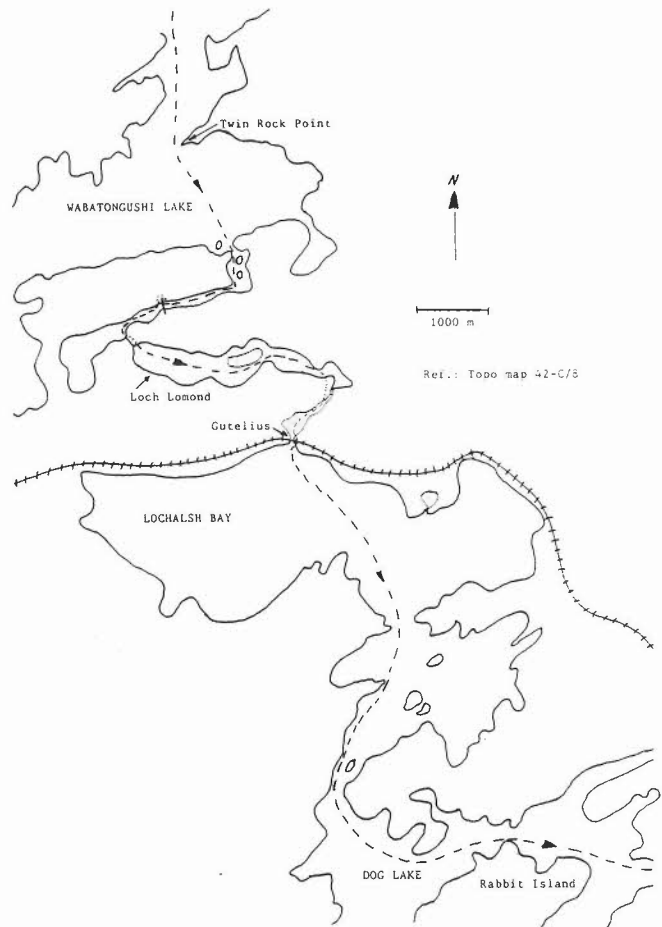 Twin Rock Point
N
WABATONGUSHI LAKE
1000 m
Ref.: Topo map 42-C/8
Loch Lomond
Gutelius
LOCHALSH BAY
DOG LAKE
Rabbit Island